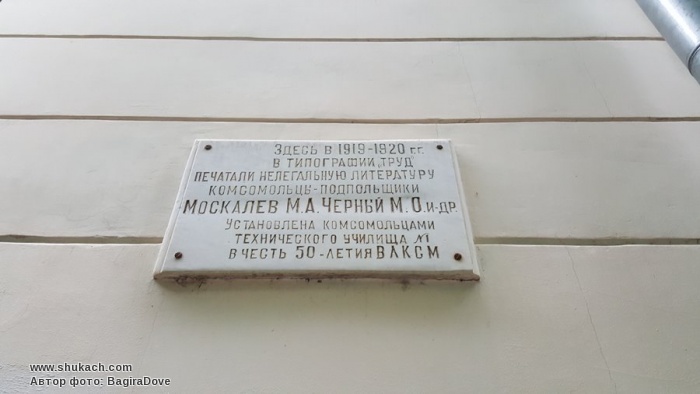 ЗДЕСЬ В 1919-1920 г.г.
В ТИПОГРАФИИ „ТРУД"
ПЕЧАТАЛИ НЕЛЕГАЛЬНУЮ ЛИТЕРАТУРУ
КОМСОМОЛЬЦЫ-ПОДПОЛЬЩИКИ
МОСКАЛЕВ М.А. ЧЕРНЫЙ М.О. И ДР.
УСТАНОВЛЕНА КОМСОМОЛЬЦАМИ
ТЕХНИЧЕСКОГО УЧИЛИЩА №1
В ЧЕСТЬ 50-ЛЕТИЯ ВЛКСМ
www.shukach.com
Автор фото: BagiraDove